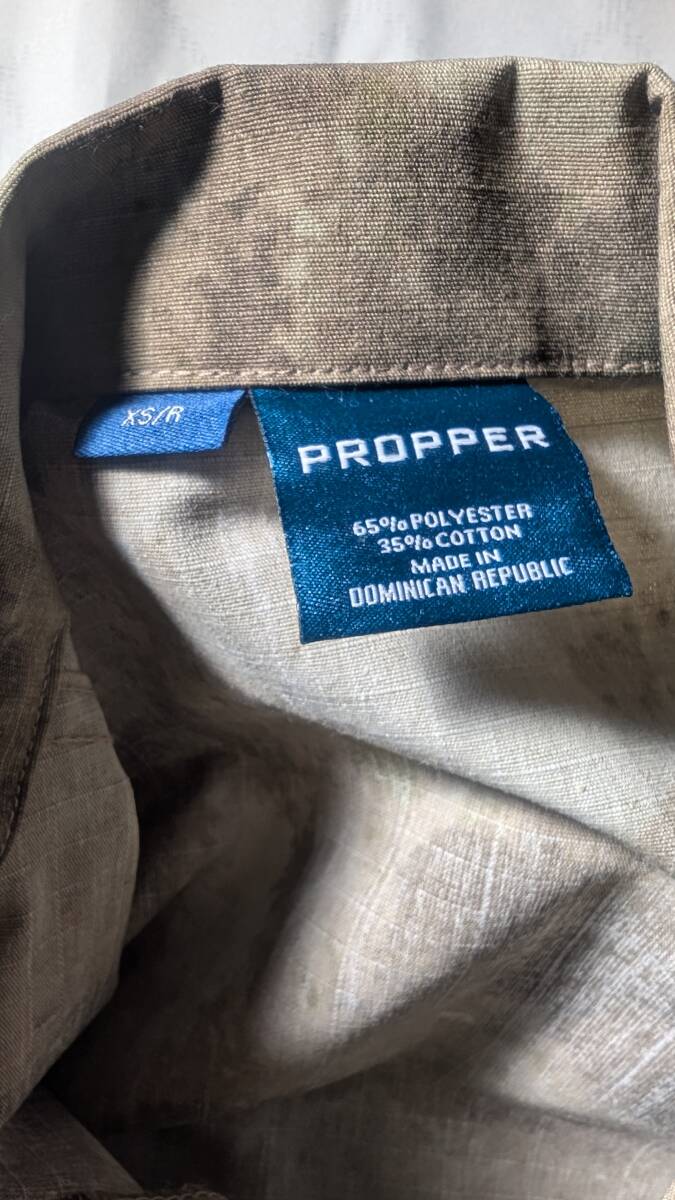 XS/R
PROPPER
65% POLYESTER
35% COTTON
MADE IN
DOMINICAN REPUBLIC